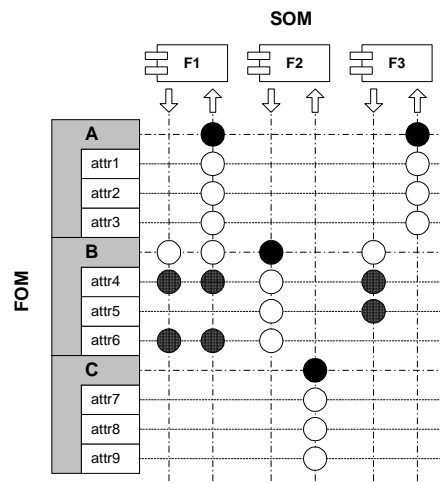 SOM
F1 F2 F3
A
attr1
attr2
attr3
B
attr4
attr5
attr6
C
attr7
attr8
attr9
FOM